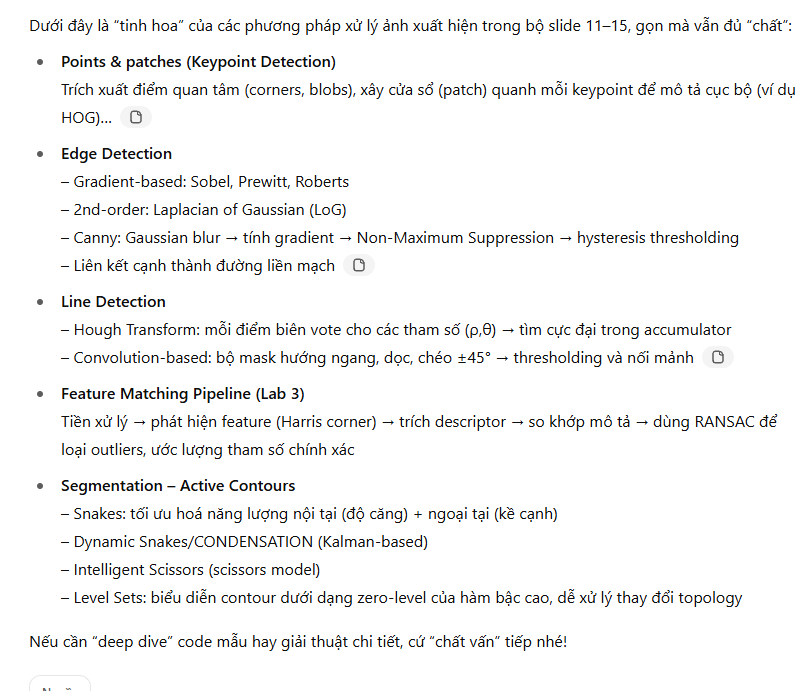 Dưới đây là “tinh hoa” của các phương pháp xử lý ảnh xuất hiện trong bộ slide 11–15, gọn mà vẫn đủ “chất”:
• Points & patches (Keypoint Detection)
Trích xuất điểm quan tâm (corners, blobs), xây cửa sổ (patch) quanh mỗi keypoint để mô tả cục bộ (ví dụ
HOG)...
• Edge Detection
– Gradient-based: Sobel, Prewitt, Roberts
– 2nd-order: Laplacian of Gaussian (LoG)
– Canny: Gaussian blur → tính gradient → Non-Maximum Suppression → hysteresis thresholding
– Liên kết cạnh thành đường liền mạch
• Line Detection
– Hough Transform: mỗi điểm biên vote cho các tham số (ρ,θ) → tìm cực đại trong accumulator
– Convolution-based: bộ mask hướng ngang, dọc, chéo ±45° → thresholding và nối mảnh
• Feature Matching Pipeline (Lab 3)
Tiền xử lý → phát hiện feature (Harris corner) → trích descriptor → so khớp mô tả → dùng RANSAC để
loại outliers, ước lượng tham số chính xác
• Segmentation – Active Contours
– Snakes: tối ưu hoá năng lượng nội tại (độ căng) + ngoại tại (kề cạnh)
– Dynamic Snakes/CONDENSATION (Kalman-based)
– Intelligent Scissors (scissors model)
– Level Sets: biểu diễn contour dưới dạng zero-level của hàm bậc cao, dễ xử lý thay đổi topology
Nếu cần “deep dive” code mẫu hay giải thuật chi tiết, cứ “chất vấn” tiếp nhé!